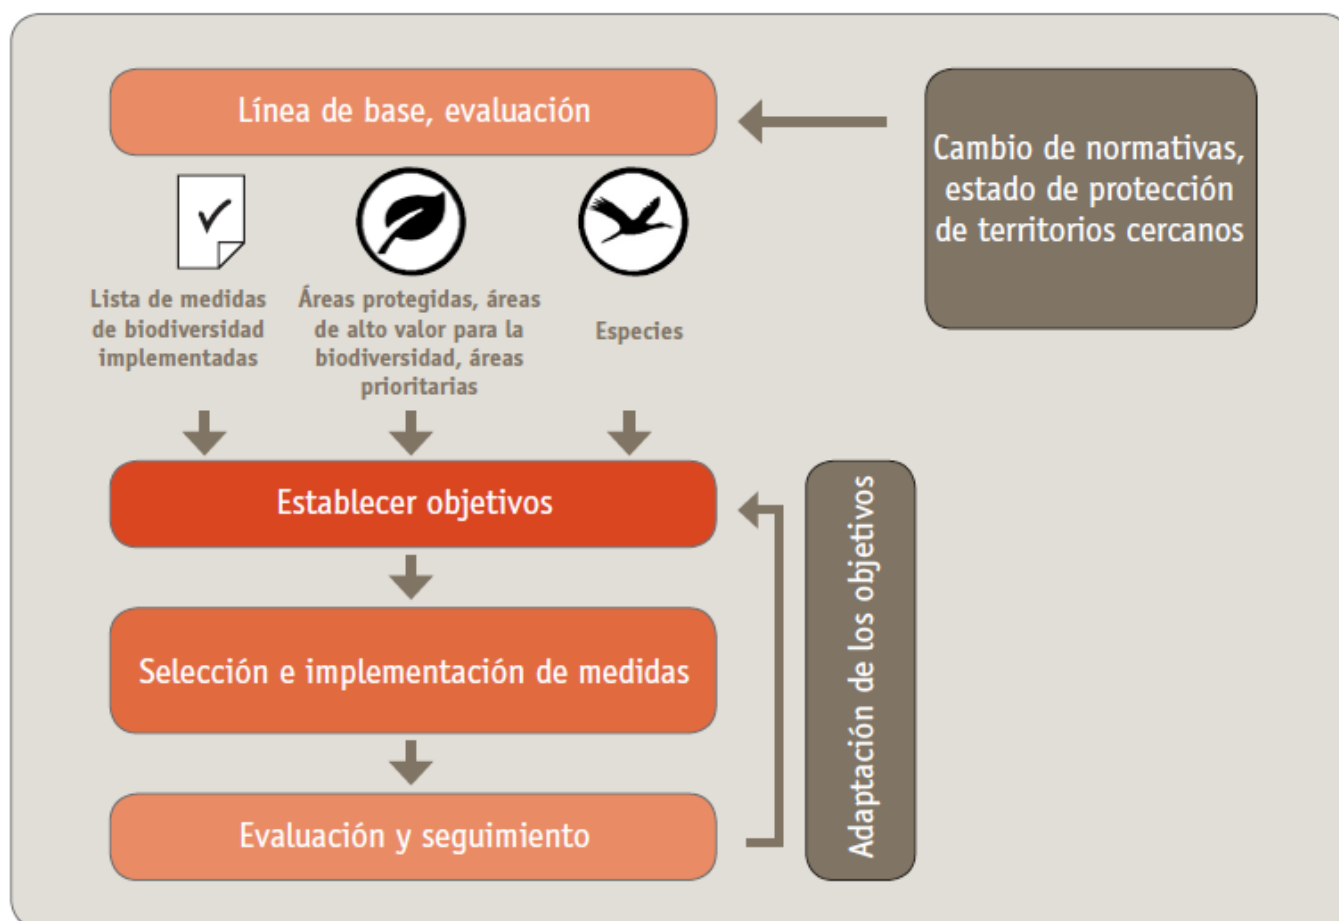 Línea de base, evaluación
Cambio de normativas,
estado de protección
de territorios cercanos
Lista de medidas
de biodiversidad
implementadas
Áreas protegidas, áreas
de alto valor para la
biodiversidad, áreas
prioritarias
Especies
Establecer objetivos
Selección e implementación de medidas
Evaluación y seguimiento
Adaptación de los objetivos